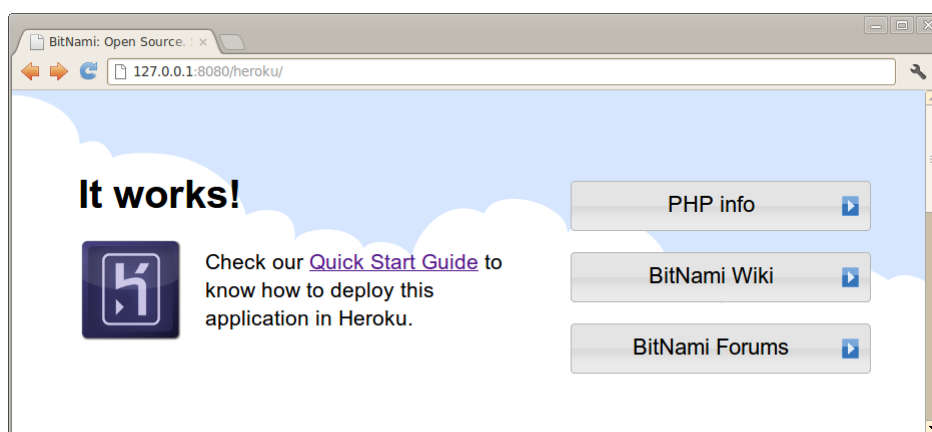 BitNami: Open Source.
127.0.0.1:8080/heroku/
It works!
Check our Quick Start Guide to
know how to deploy this
application in Heroku.
PHP info
BitNami Wiki
BitNami Forums